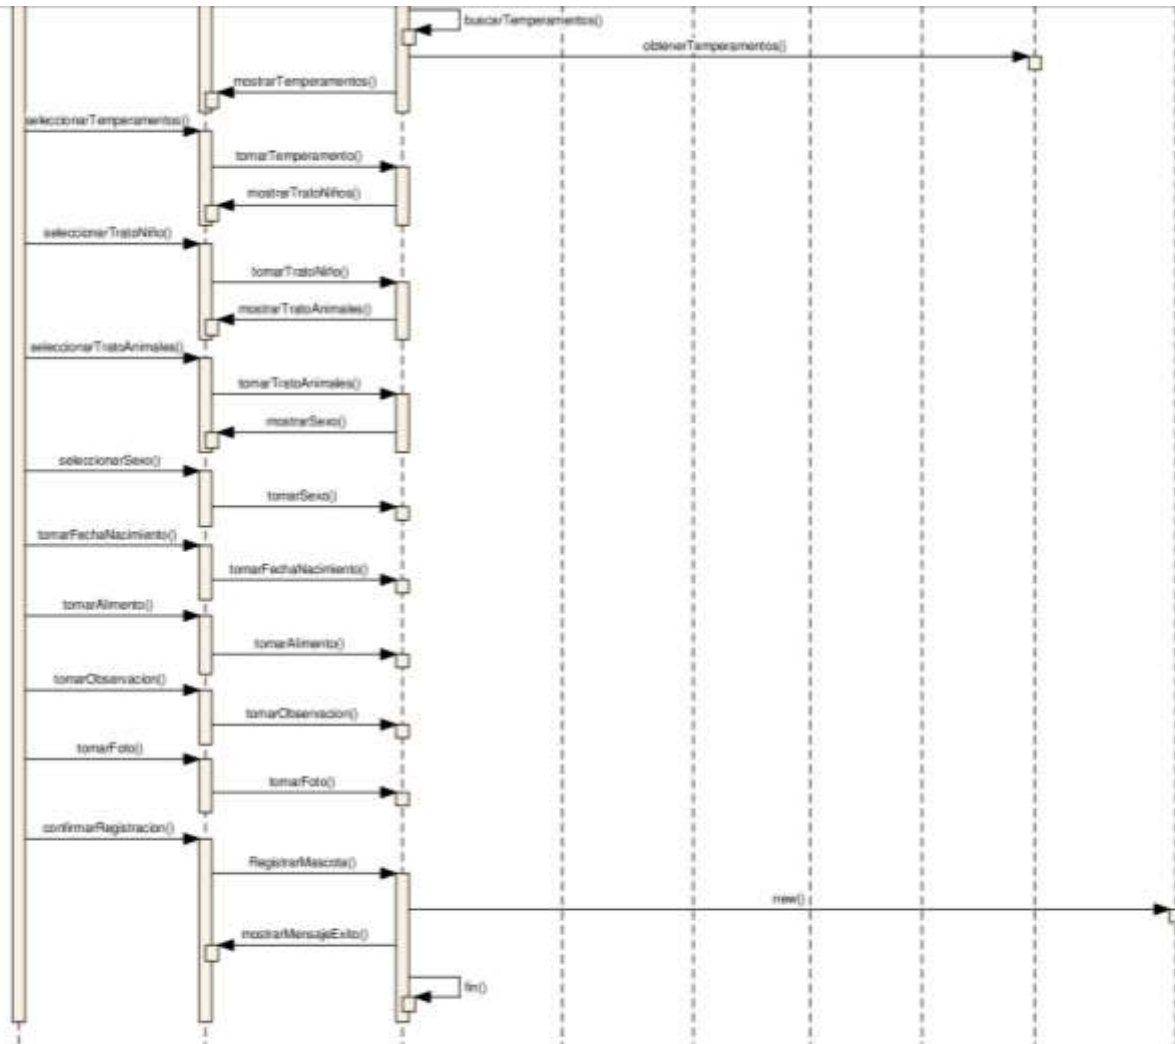 buscarTemperamentos()
obtenerTemperamentos()
mostrarTemperamentos()
seleccionarTemperamentos()
tomarTemperamento()
mostrarTratoNiños()
seleccionarTratoNiño()
tomarTratoNiño()
mostrarTratoAnimales()
seleccionarTratoAnimales()
tomarTratoAnimales()
mostrarSexo()
seleccionarSexo()
tomarSexo()
tomarFechaNacimiento()
tomarFechaNacimiento()
tomarAlimento()
tomarAlimento()
tomarObservacion()
tomarObservacion()
tomarFoto()
tomarFoto()
confirmarRegistracion()
RegistrarMascota()
new()
mostrarMensajeExito()
fin()